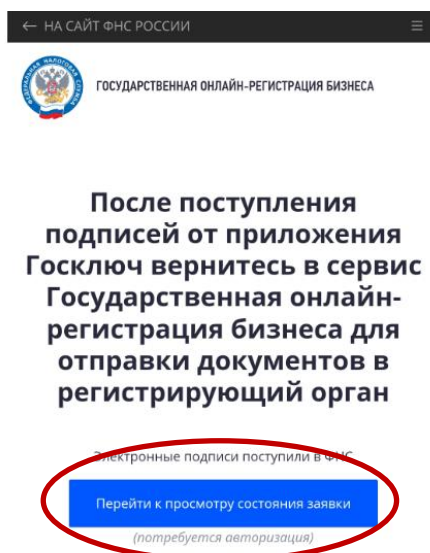 ← НА САЙТ ФНС РОССИИ
ГОСУДАРСТВЕННАЯ ОНЛАЙН-РЕГИСТРАЦИЯ БИЗНЕСА
После поступления
подписей от приложения
Госключ вернитесь в сервис
Государственная онлайн-
регистрация бизнеса для
отправки документов в
регистрирующий орган
Электронные подписи поступили в ФНС
Перейти к просмотру состояния заявки
(потребуется авторизация)